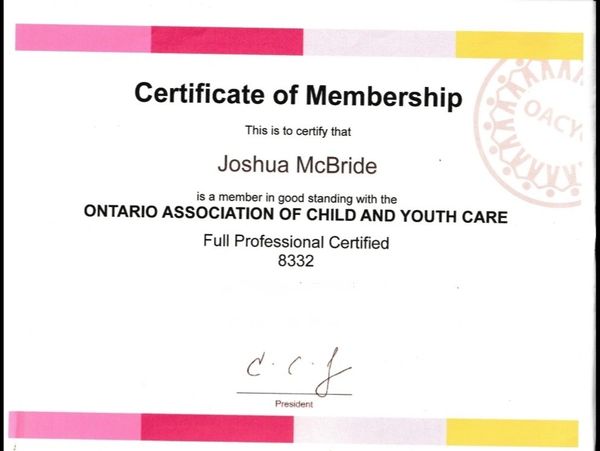 Certificate of Membership
OACY
This is to certify that
Joshua McBride
is a member in good standing with the
ONTARIO ASSOCIATION OF CHILD AND YOUTH CARE
Full Professional Certified
8332
President